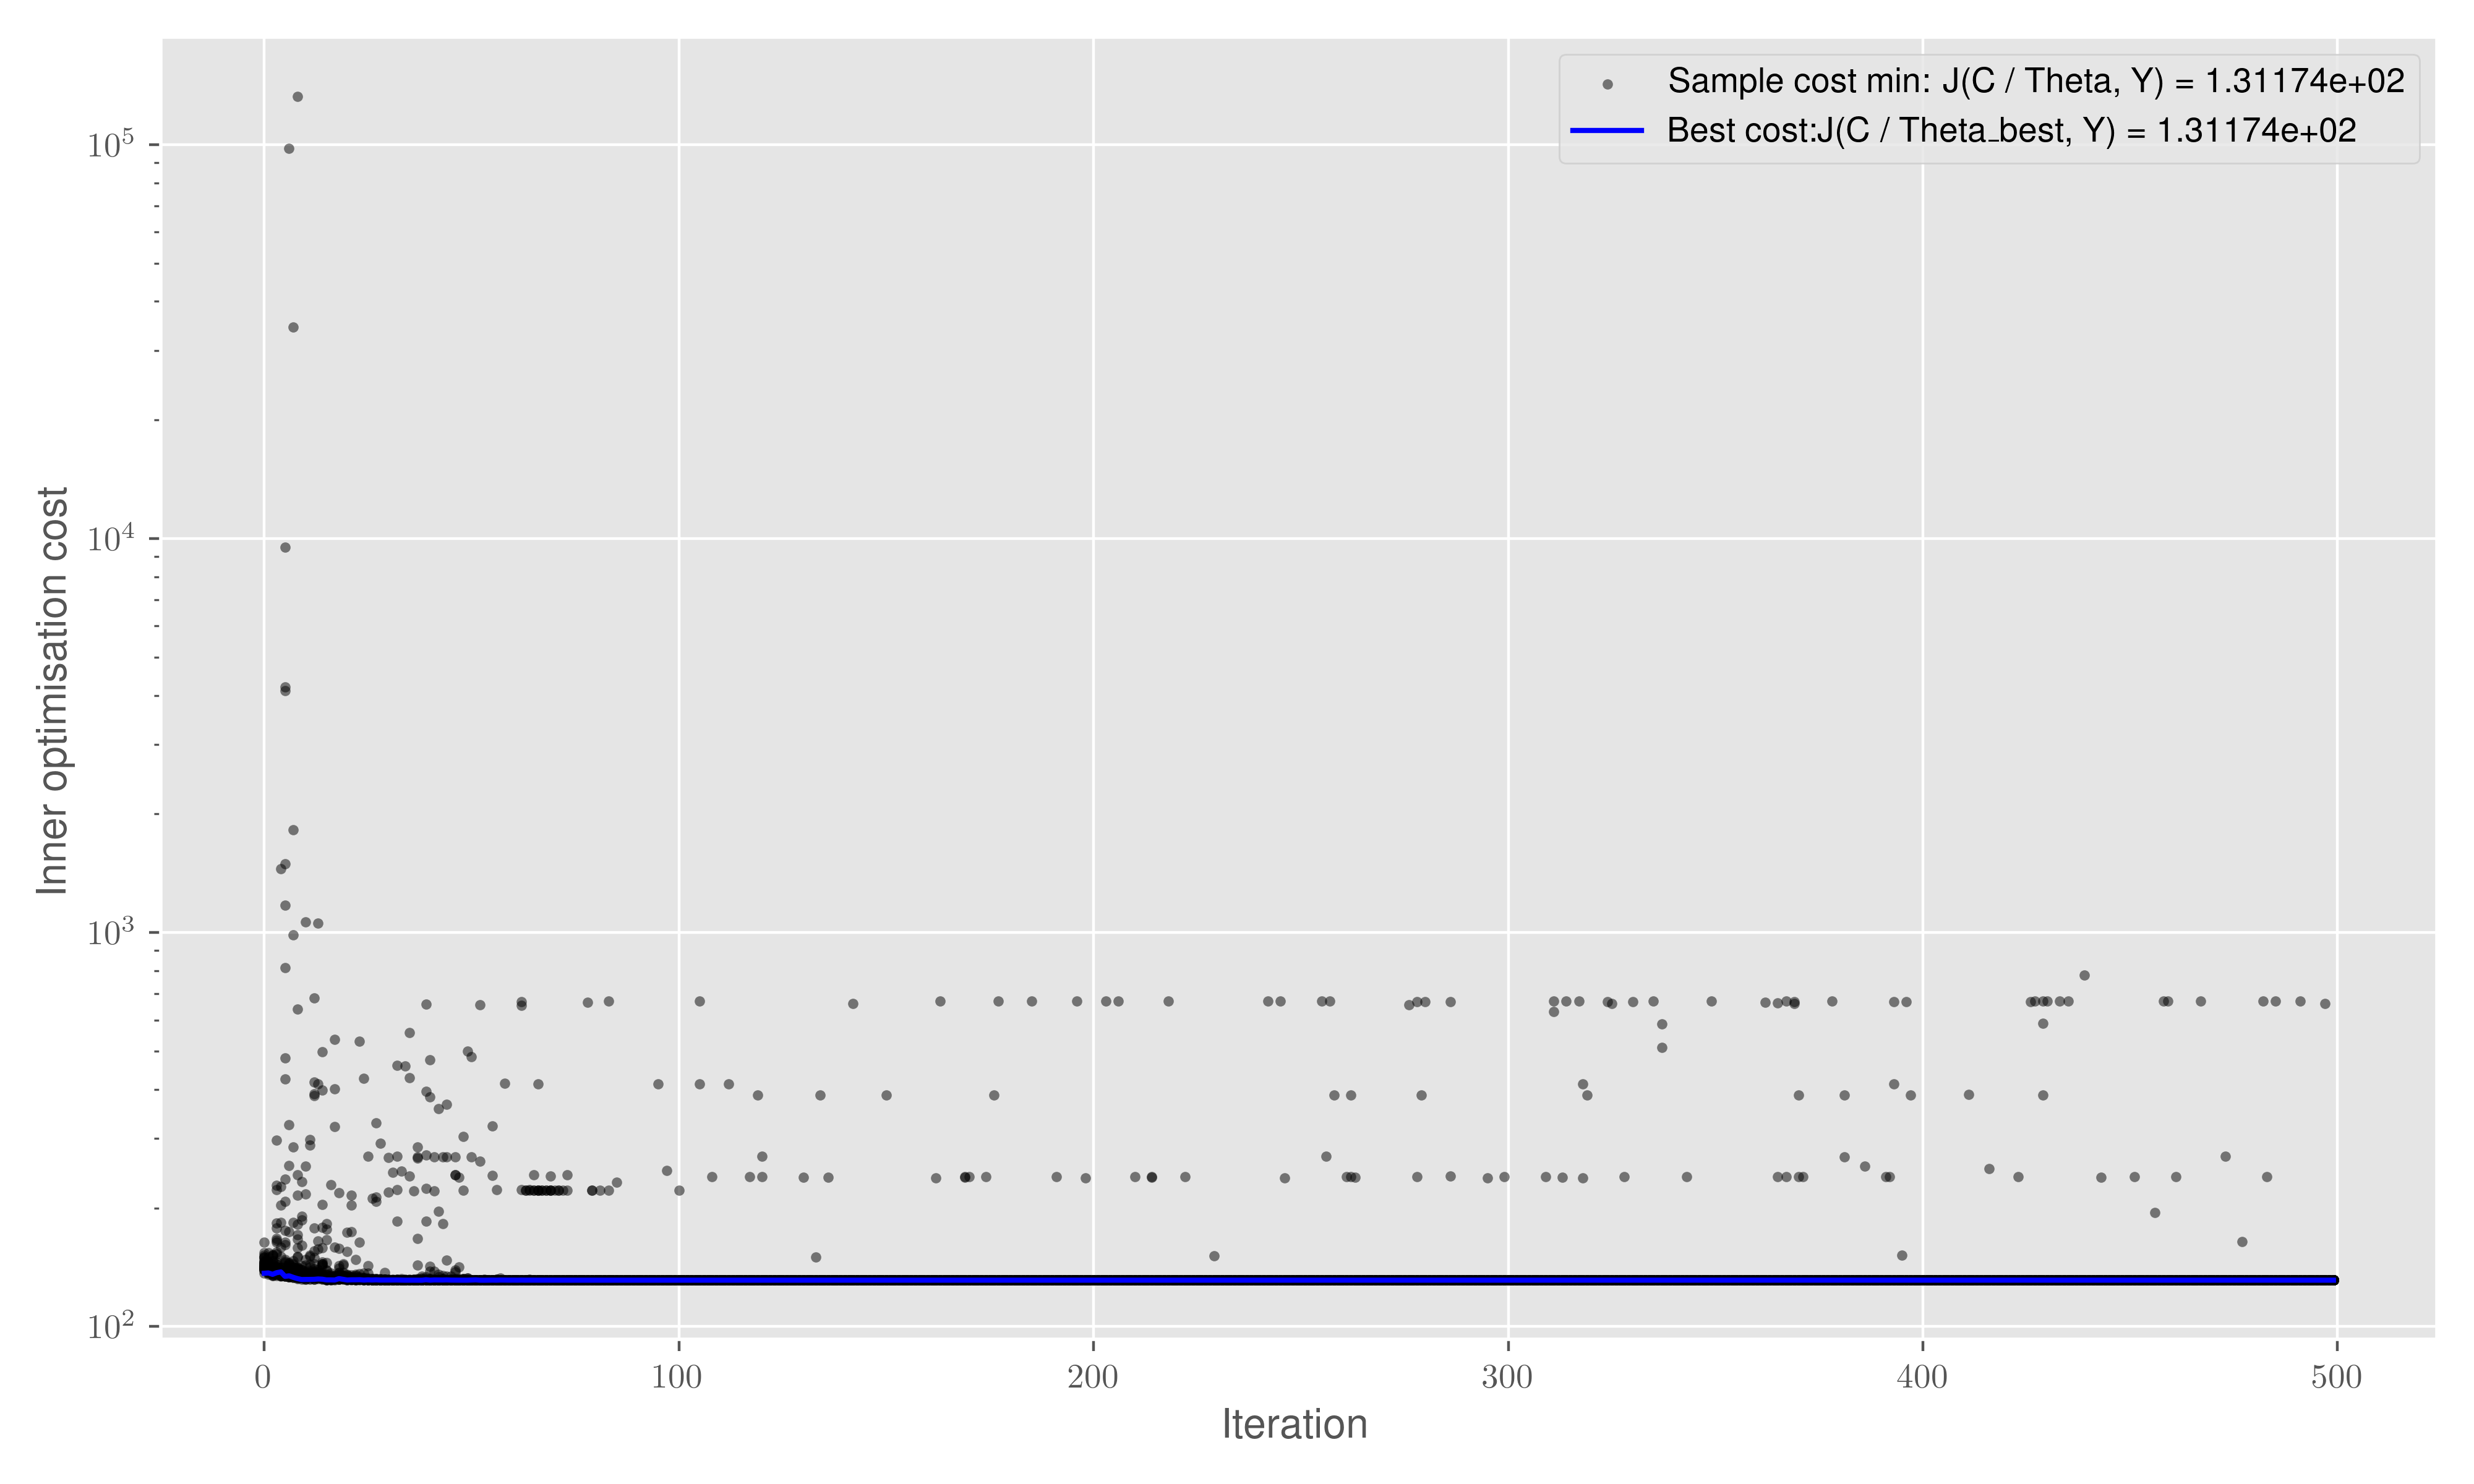 Sample cost min: J(C / Theta, Y) = 1.31174e+02
Best cost:J(C / Theta_best, Y) = 1.31174e+02
10^5
10^4
10^3
10^2
Inner optimisation cost
0 100 200 300 400 500
Iteration